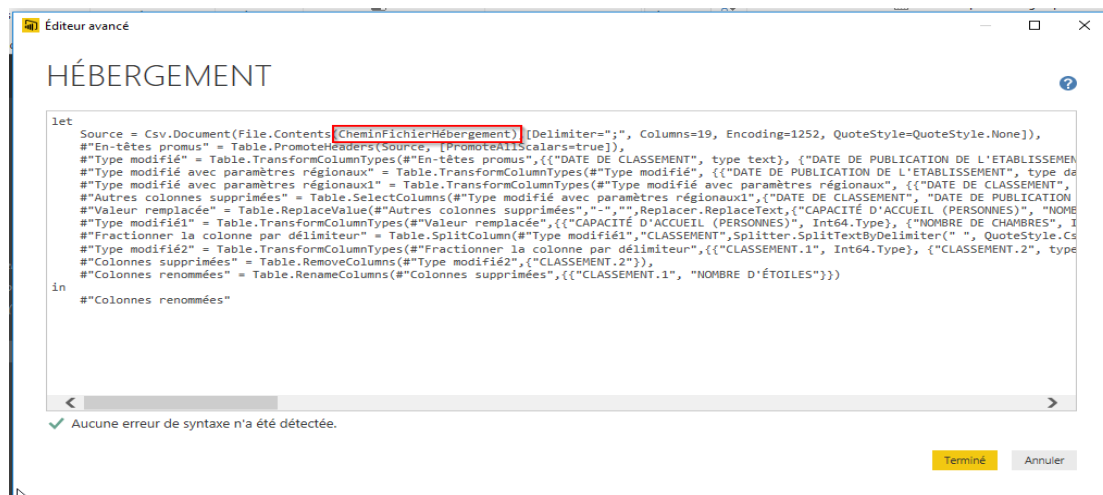 Éditeur avancé
HÉBERGEMENT
let
Source = Csv.Document(File.Contents(CheminFichierHébergement),[Delimiter=";", Columns=19, Encoding=1252, QuoteStyle=QuoteStyle.None]),
#"En-têtes promus" = Table.PromoteHeaders(Source, [PromoteAllScalars=true]),
#"Type modifié" = Table.TransformColumnTypes(#"En-têtes promus",{{"DATE DE CLASSEMENT", type text}, {"DATE DE PUBLICATION DE L'ETABLISSEMEN
#"Type modifié avec paramètres régionaux" = Table.TransformColumnTypes(#"Type modifié", {{"DATE DE PUBLICATION DE L'ETABLISSEMENT", type da
#"Type modifié avec paramètres régionaux1" = Table.TransformColumnTypes(#"Type modifié avec paramètres régionaux", {{"DATE DE CLASSEMENT",
#"Autres colonnes supprimées" = Table.SelectColumns(#"Type modifié avec paramètres régionaux1",{"DATE DE CLASSEMENT", "DATE DE PUBLICATION
#"Valeur remplacée" = Table.ReplaceValue(#"Autres colonnes supprimées","-","",Replacer.ReplaceText,{"CAPACITÉ D'ACCUEIL (PERSONNES)", "NOMB
#"Type modifié1" = Table.TransformColumnTypes(#"Valeur remplacée",{{"CAPACITÉ D'ACCUEIL (PERSONNES)", Int64.Type}, {"NOMBRE DE CHAMBRES", I
#"Fractionner la colonne par délimiteur" = Table.SplitColumn(#"Type modifié1","CLASSEMENT",Splitter.SplitTextByDelimiter(" ", QuoteStyle.Cs
#"Type modifié2" = Table.TransformColumnTypes(#"Fractionner la colonne par délimiteur",{{"CLASSEMENT.1", Int64.Type}, {"CLASSEMENT.2", type
#"Colonnes supprimées" = Table.RemoveColumns(#"Type modifié2",{"CLASSEMENT.2"}),
#"Colonnes renommées" = Table.RenameColumns(#"Colonnes supprimées",{{"CLASSEMENT.1", "NOMBRE D'ÉTOILES"}})
in
#"Colonnes renommées"
Aucune erreur de syntaxe n'a été détectée.
Terminé Annuler